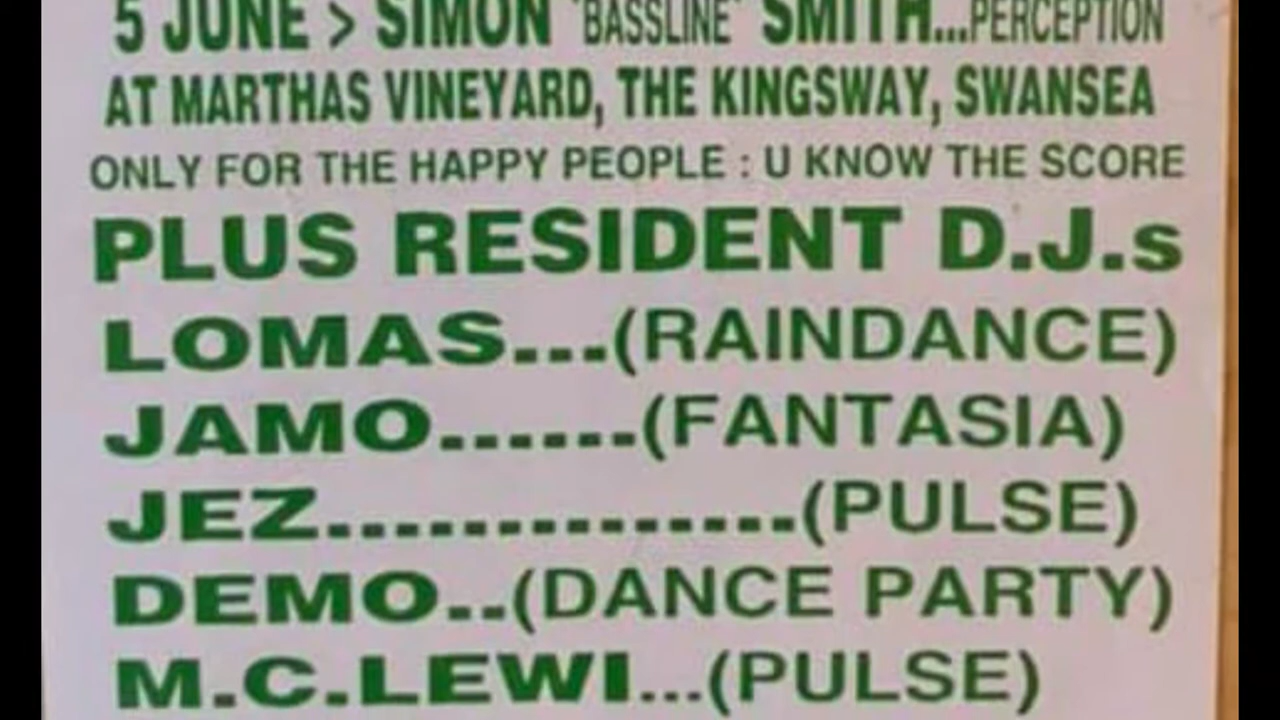 5 JUNE > SIMON "BASSLINE" SMITH...PERCEPTION
AT MARTHAS VINEYARD, THE KINGSWAY, SWANSEA
ONLY FOR THE HAPPY PEOPLE : U KNOW THE SCORE
PLUS RESIDENT D.J.s
LOMAS...(RAINDANCE)
JAMO......(FANTASIA)
JEZ...............(PULSE)
DEMO..(DANCE PARTY)
M.C.LEWI...(PULSE)